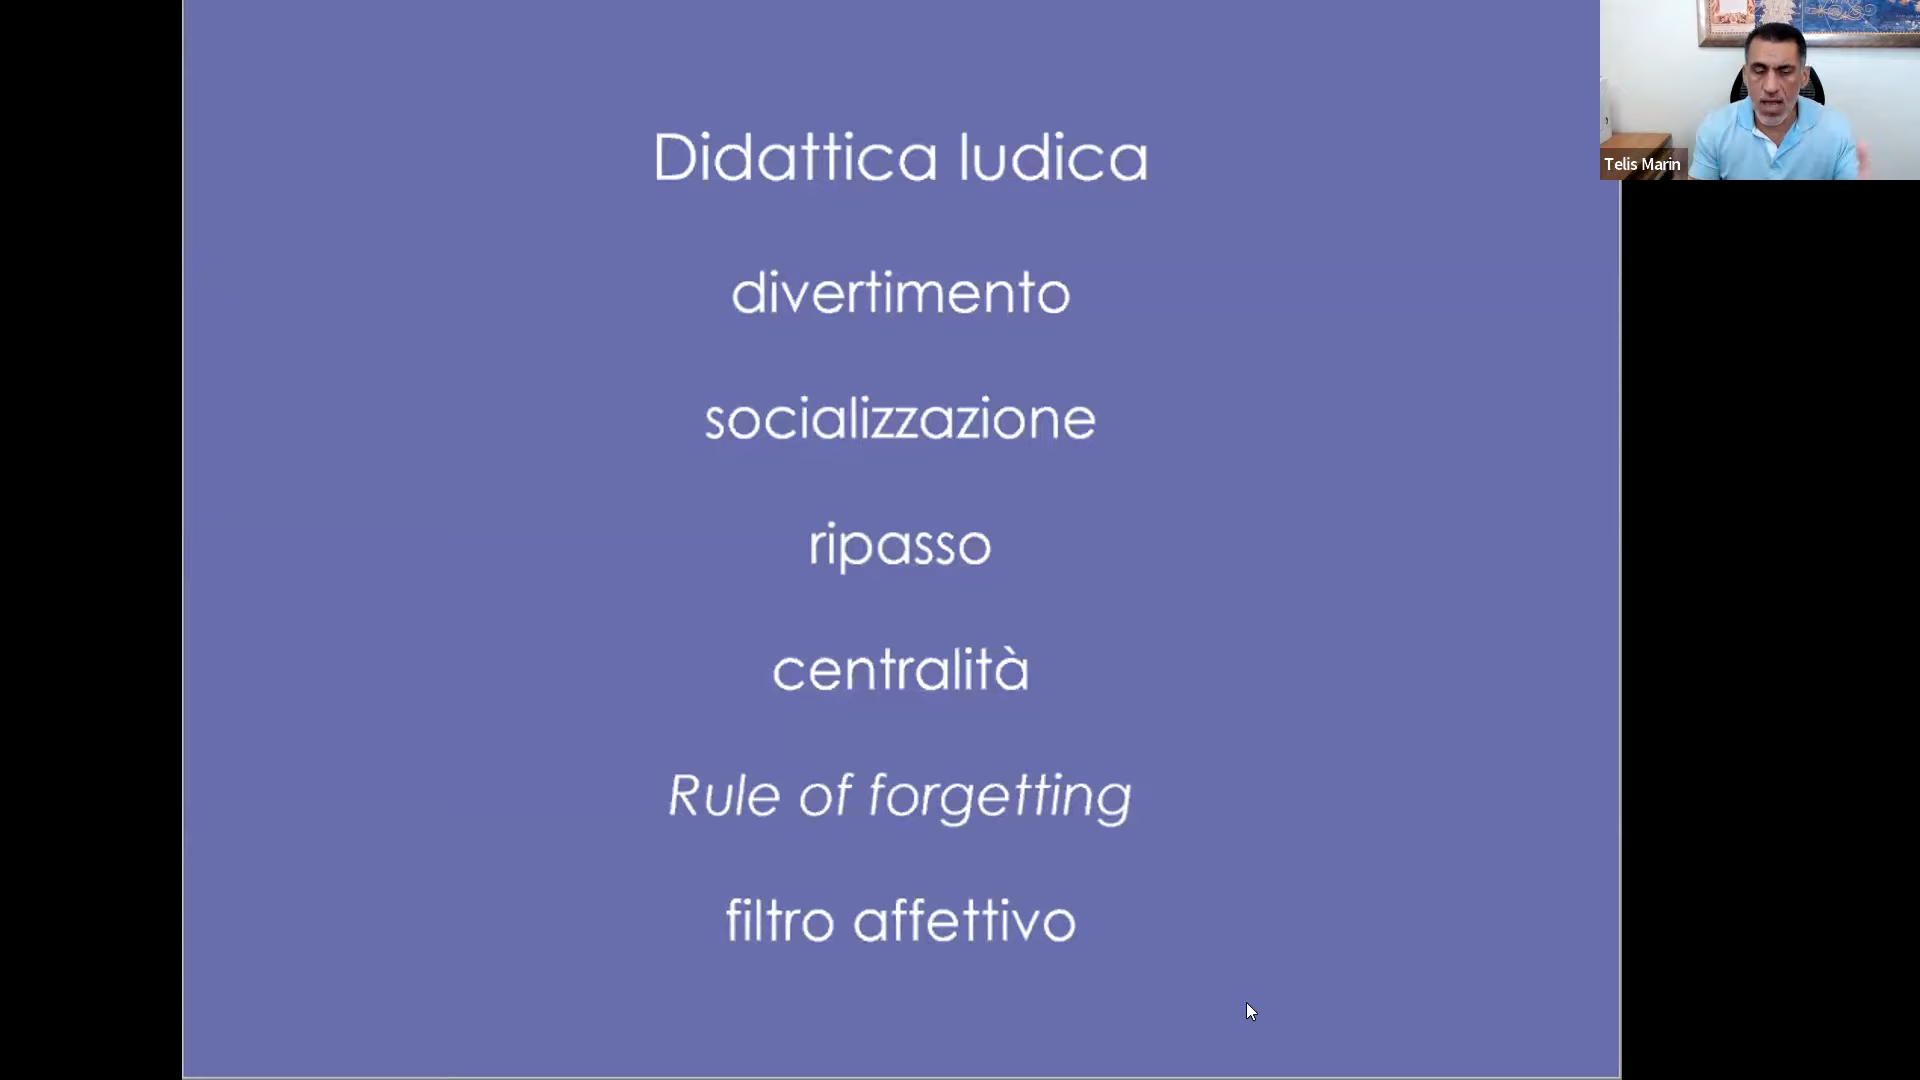 Didattica ludica
divertimento
socializzazione
ripasso
centralità
Rule of forgetting
filtro affettivo
Telis Marin